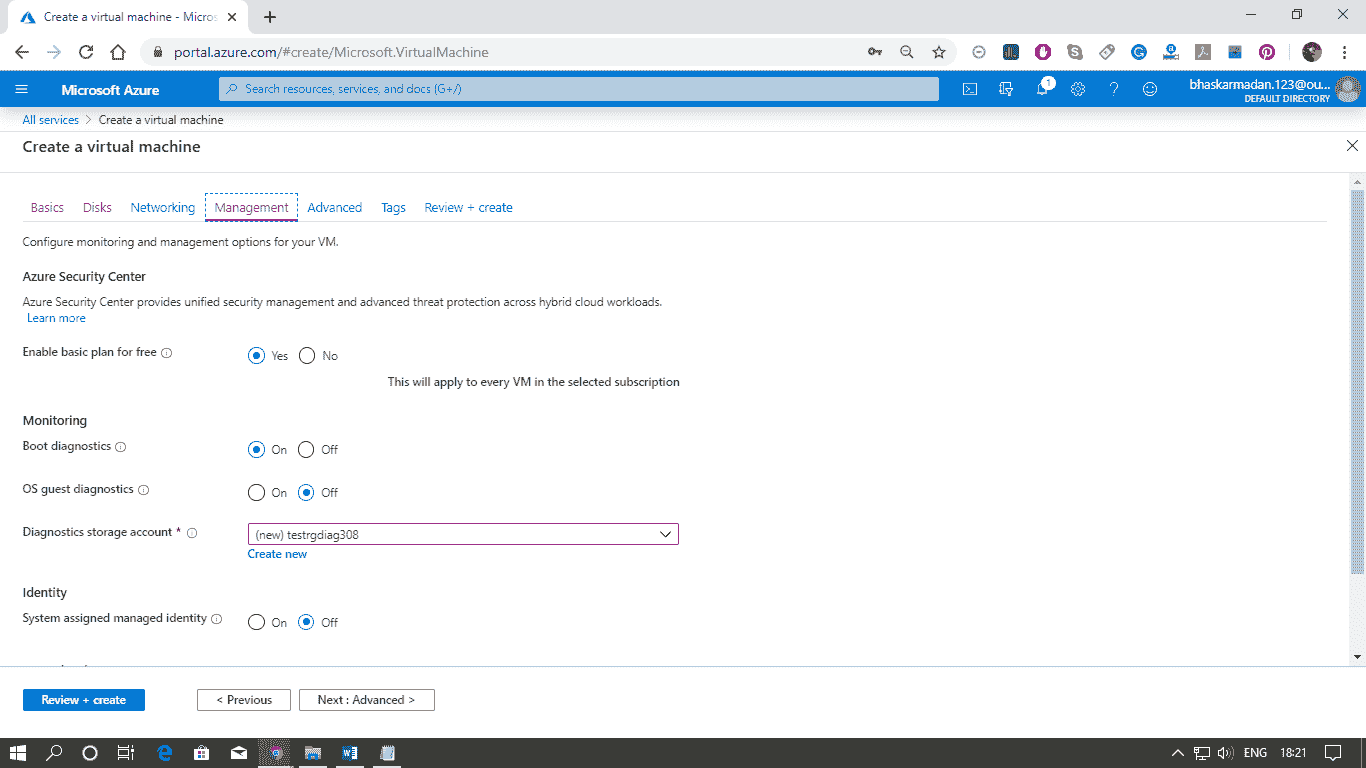 Create a virtual machine - Micros
portal.azure.com/#create/Microsoft.VirtualMachine
Microsoft Azure
Search resources, services, and docs (G+/)
1
bhaskarmadan.123@ou...
DEFAULT DIRECTORY
All services > Create a virtual machine
Create a virtual machine
Basics Disks Networking Management Advanced Tags Review + create
Configure monitoring and management options for your VM.
Azure Security Center
Azure Security Center provides unified security management and advanced threat protection across hybrid cloud workloads.
Learn more
Enable basic plan for free Yes No
This will apply to every VM in the selected subscription
Monitoring
Boot diagnostics On Off
OS guest diagnostics On Off
Diagnostics storage account * (new) testrgdiag308
Create new
Identity
System assigned managed identity On Off
Review + create < Previous Next : Advanced >
ENG 18:21